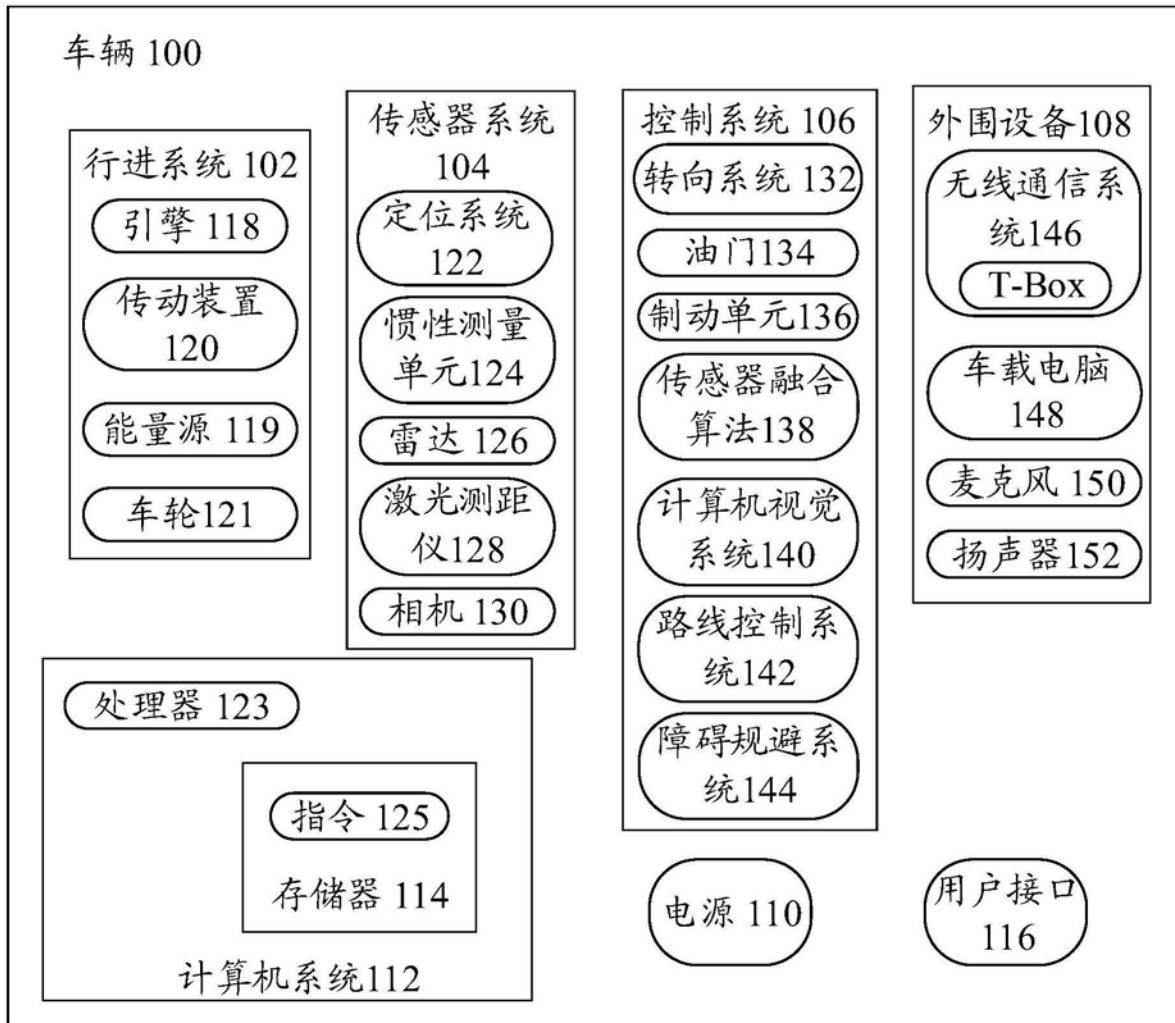 车辆 100
行进系统 102
引擎 118
传动装置
120
能量源 119
车轮121
传感器系统
104
定位系统
122
惯性测量
单元124
雷达 126
激光测距
仪128
相机 130
控制系统 106
转向系统 132
油门134
制动单元136
传感器融合
算法138
计算机视觉
系统140
路线控制系
统142
障碍规避系
统144
外围设备108
无线通信系
统146
T-Box
车载电脑
148
麦克风 150
扬声器152
处理器 123
指令 125
存储器 114
计算机系统112
电源 110
用户接口
116